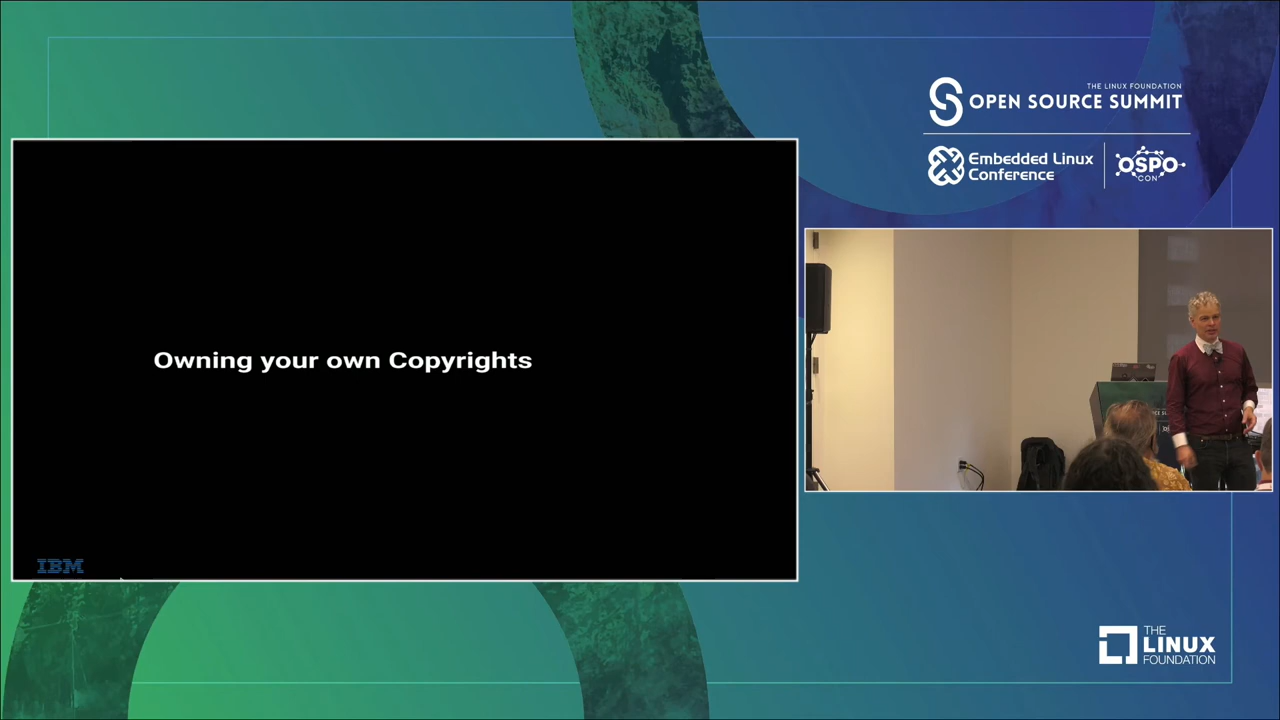 THE LINUX FOUNDATION
OPEN SOURCE SUMMIT
Embedded Linux
Conference
OSPO
CON
Owning your own Copyrights
IBM
THE
LINUX
FOUNDATION